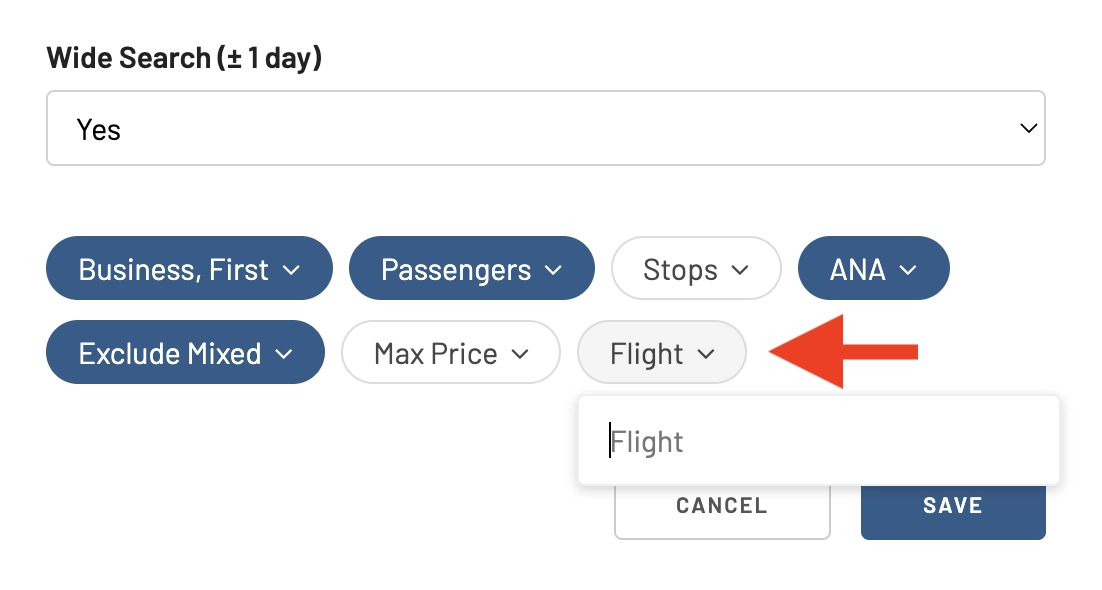 Wide Search (± 1 day)
Yes
Business, First Passengers Stops ANA
Exclude Mixed Max Price Flight
Flight
CANCEL SAVE